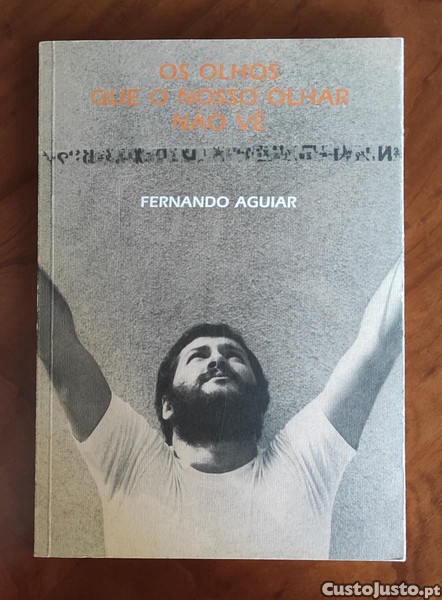 OS OLHOS
QUE O NOSSO OLHAR
NÃO VÊ
FERNANDO AGUIAR
CustoJusto.pt